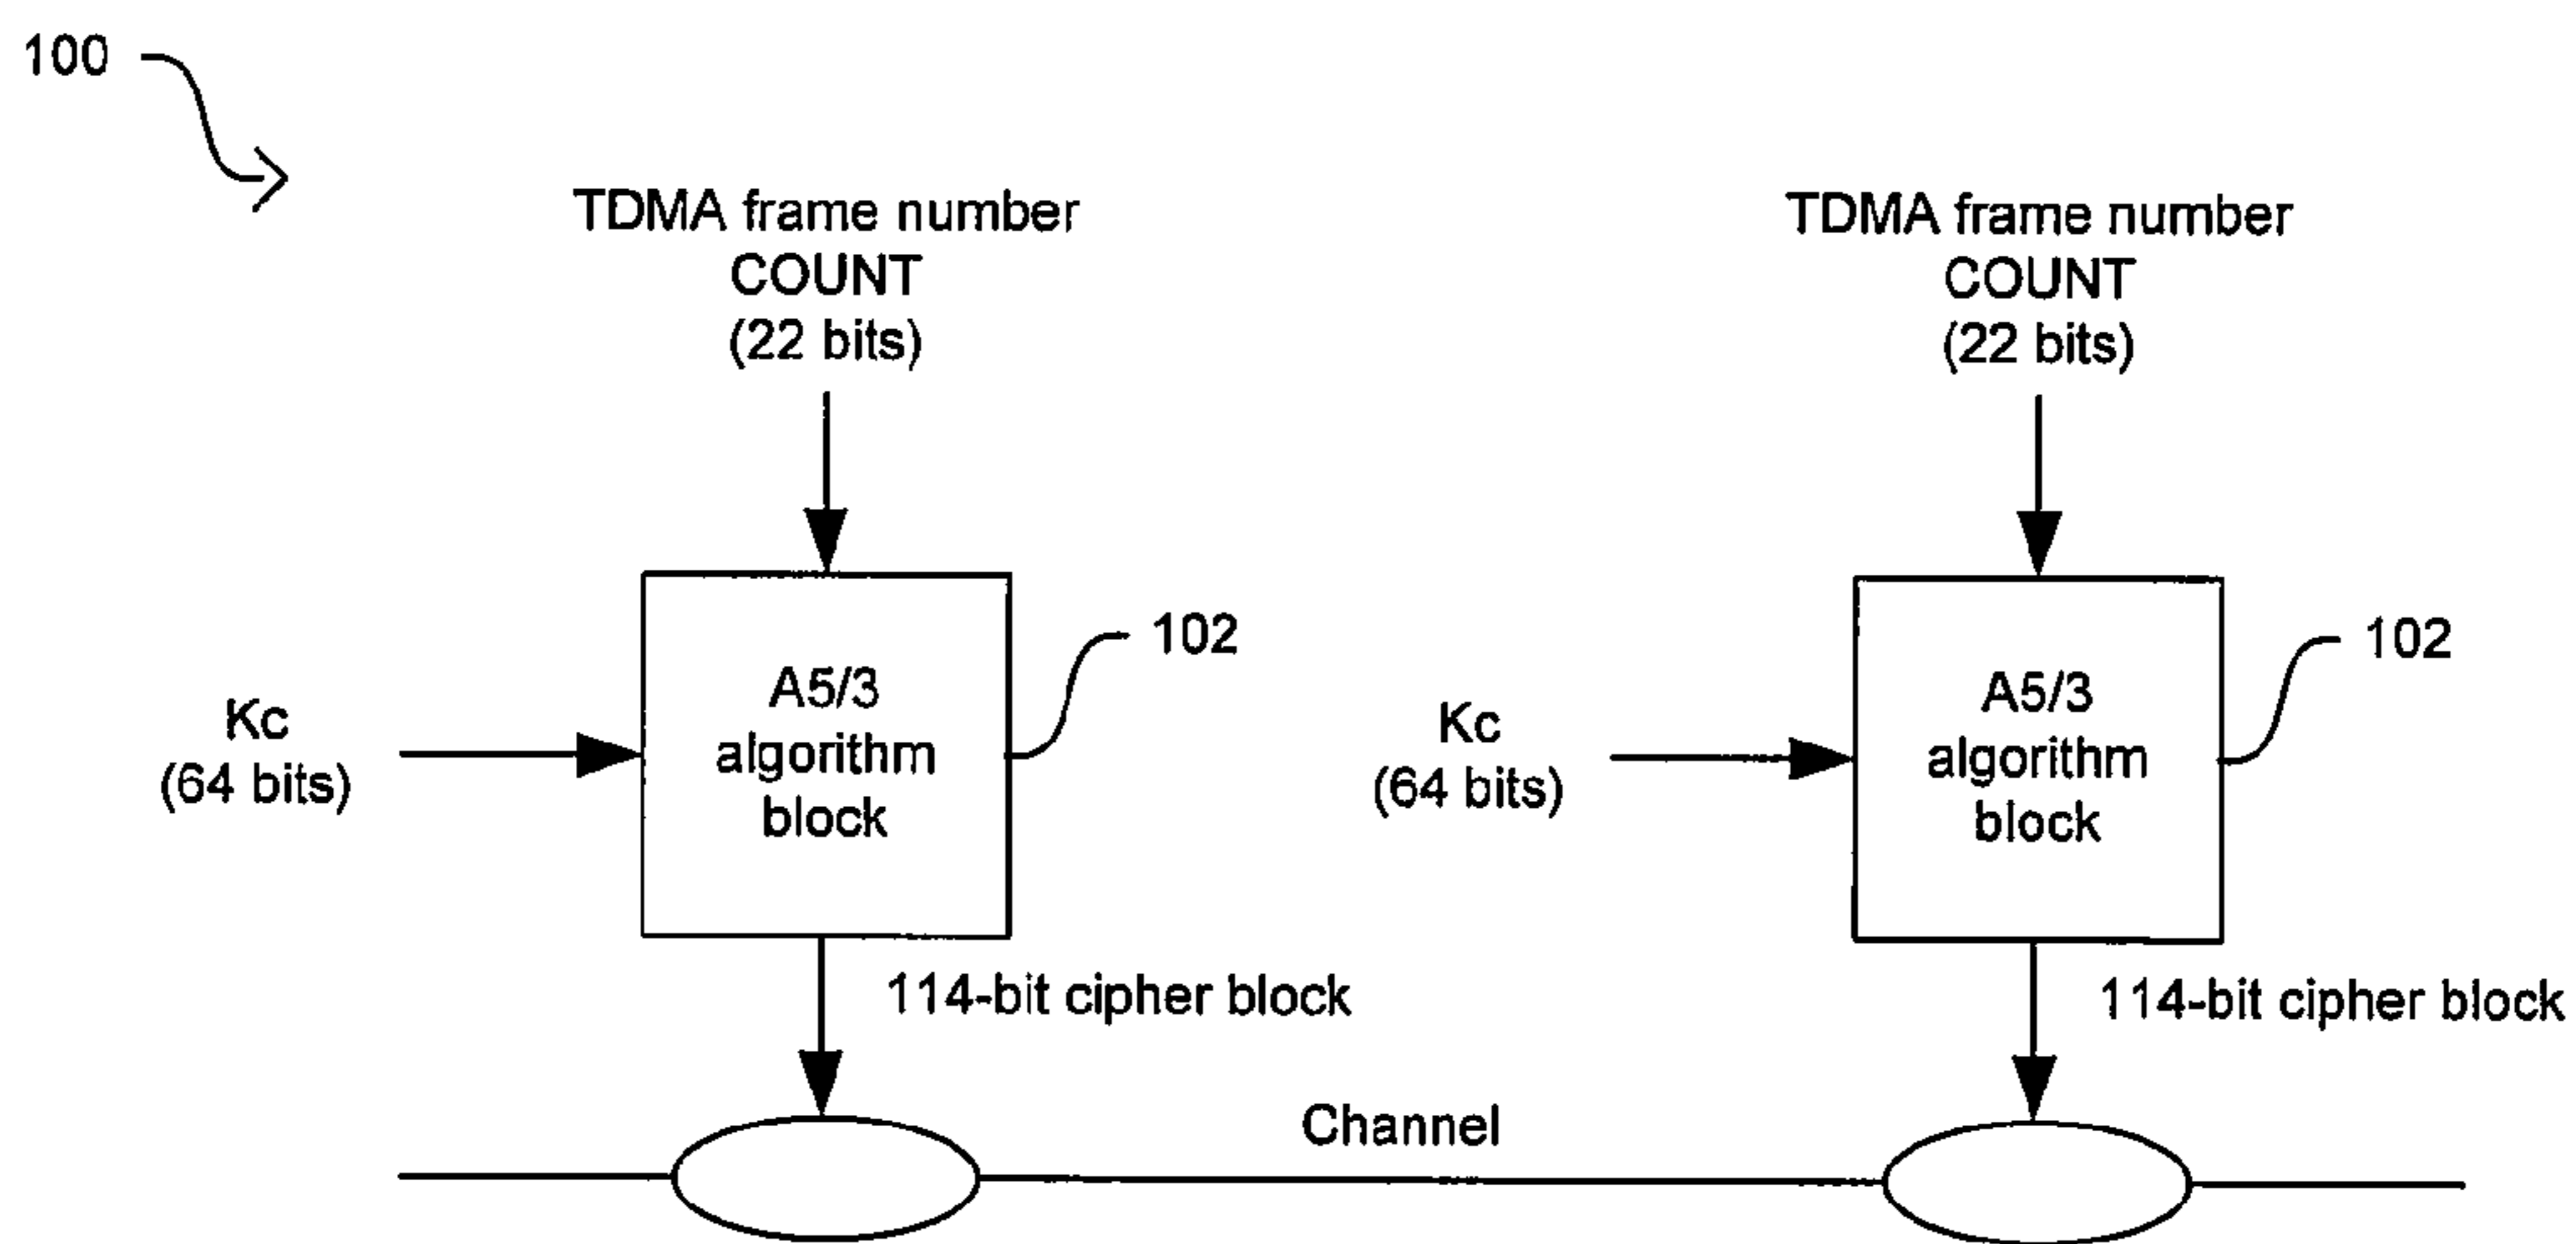 100
TDMA frame number
COUNT
(22 bits)
TDMA frame number
COUNT
(22 bits)
Kc
(64 bits)
A5/3
algorithm
block
102
Kc
(64 bits)
A5/3
algorithm
block
102
114-bit cipher block
114-bit cipher block
Channel